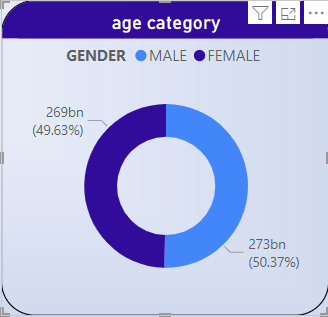 age category
GENDER MALE FEMALE
269bn
(49.63%)
273bn
(50.37%)